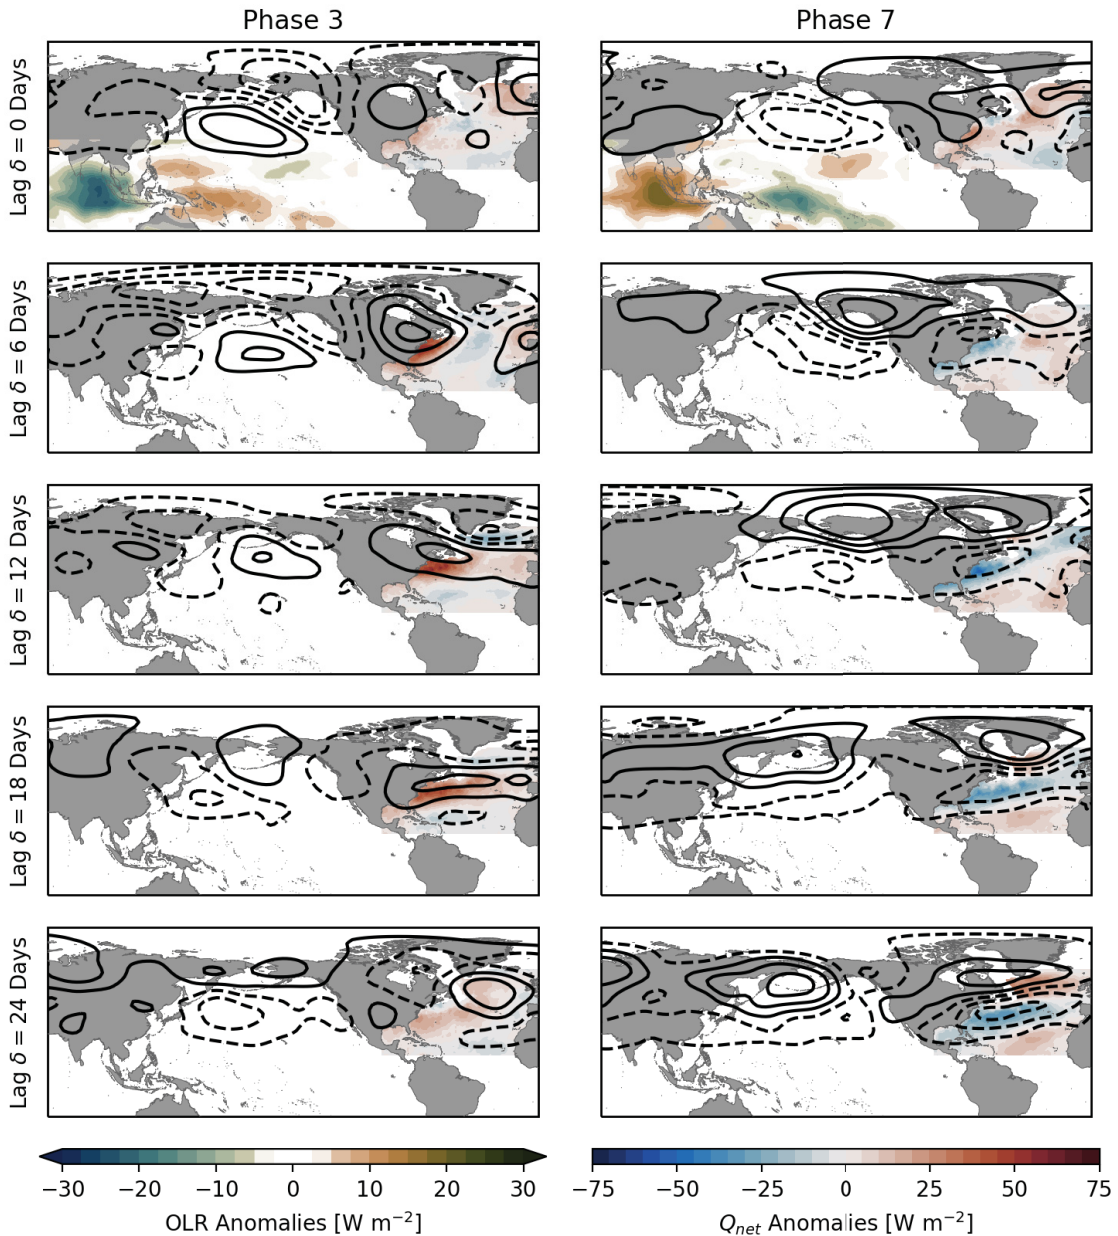 Phase 3
Phase 7
Lag δ = 0 Days
Lag δ = 6 Days
Lag δ = 12 Days
Lag δ = 18 Days
Lag δ = 24 Days
−30 −20 −10 0 10 20 30
OLR Anomalies [W m⁻²]
−75 −50 −25 0 25 50 75
Qnet Anomalies [W m⁻²]